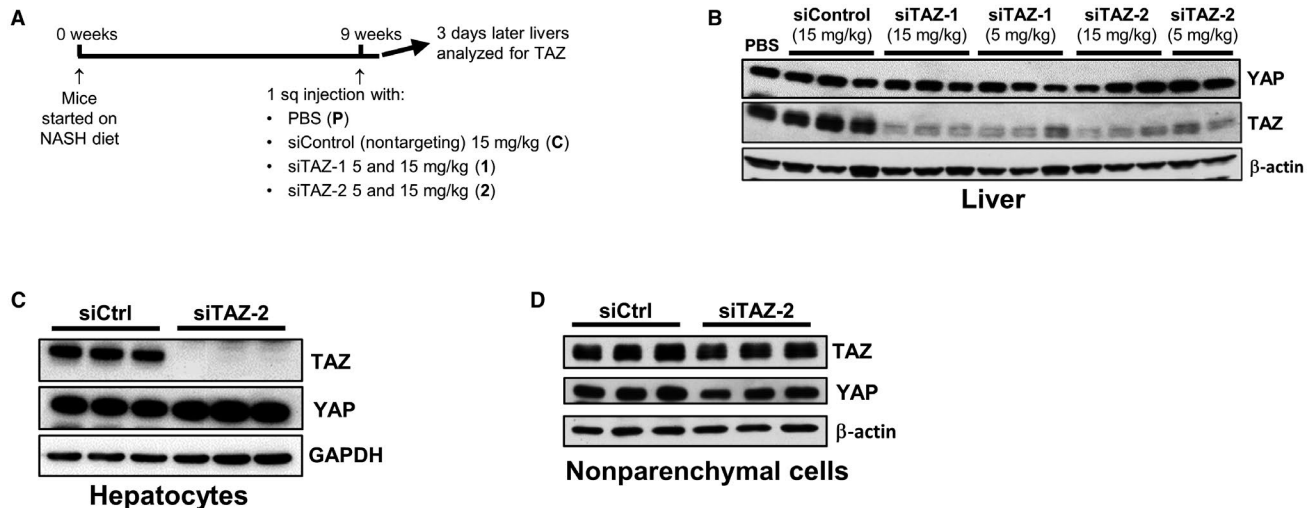 A
0 weeks
9 weeks
3 days later livers
analyzed for TAZ
↑
Mice
started on
NASH diet
↑
1 sq injection with:
• PBS (P)
• siControl (nontargeting) 15 mg/kg (C)
• siTAZ-1 5 and 15 mg/kg (1)
• siTAZ-2 5 and 15 mg/kg (2)
B
PBS
siControl
(15 mg/kg)
siTAZ-1
(15 mg/kg)
siTAZ-1
(5 mg/kg)
siTAZ-2
(15 mg/kg)
siTAZ-2
(5 mg/kg)
YAP
TAZ
β-actin
Liver
C
siCtrl
siTAZ-2
TAZ
YAP
GAPDH
Hepatocytes
D
siCtrl
siTAZ-2
TAZ
YAP
β-actin
Nonparenchymal cells